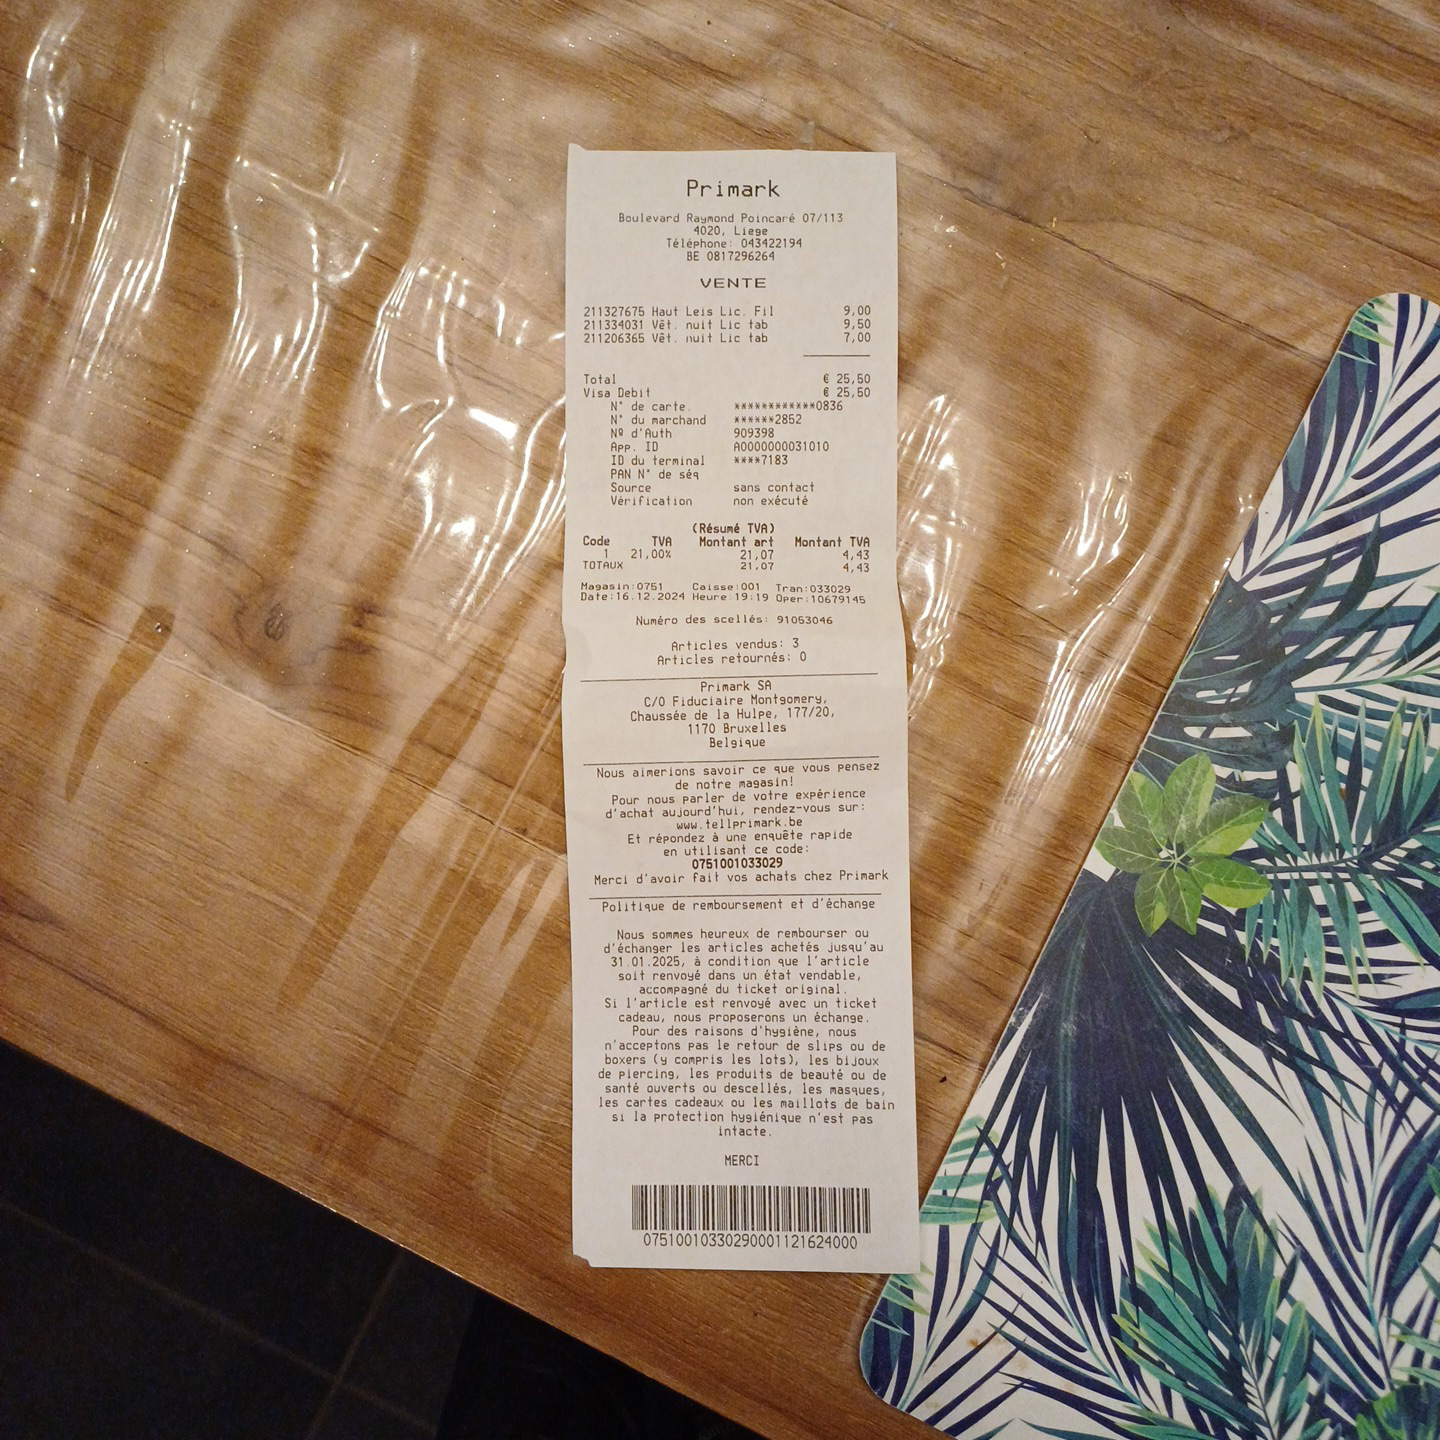 Primark
Boulevard Raymond Poincaré 07/113
4020, Liege
Téléphone: 043422194
BE 0817296264
VENTE
211327675 Haut Leis Lic. Fil 9,00
211334031 Vêt. nuit Lic tab 9,50
211206365 Vêt. nuit Lic tab 7,00
Total € 25,50
Visa Debit € 25,50
N° de carte. ************0836
N° du marchand ******2852
Nº d'Auth 909398
App. ID A0000000031010
ID du terminal ****7183
PAN N° de séq
Source sans contact
Vérification non exécuté
(Résumé TVA)
Code TVA Montant art Montant TVA
1 21,00% 21,07 4,43
TOTAUX 21,07 4,43
Magasin:0751 Caisse:001 Tran:033029
Date:16.12.2024 Heure:19:19 Oper:10679145
Numéro des scellés: 91053046
Articles vendus: 3
Articles retournés: 0
Primark SA
C/O Fiduciaire Montgomery,
Chaussée de la Hulpe, 177/20,
1170 Bruxelles
Belgique
Nous aimerions savoir ce que vous pensez
de notre magasin!
Pour nous parler de votre expérience
d'achat aujourd'hui, rendez-vous sur:
www.tellprimark.be
Et répondez à une enquête rapide
en utilisant ce code:
0751001033029
Merci d'avoir fait vos achats chez Primark
Politique de remboursement et d'échange
Nous sommes heureux de rembourser ou
d'échanger les articles achetés jusqu'au
31.01.2025, à condition que l'article
soit renvoyé dans un état vendable,
accompagné du ticket original.
Si l'article est renvoyé avec un ticket
cadeau, nous proposerons un échange.
Pour des raisons d'hygiène, nous
n'acceptons pas le retour de slips ou de
boxers (y compris les lots), les bijoux
de piercing, les produits de beauté ou de
santé ouverts ou descellés, les masques,
les cartes cadeaux ou les maillots de bain
si la protection hygiénique n'est pas
intacte.
MERCI
07510010330290001121624000